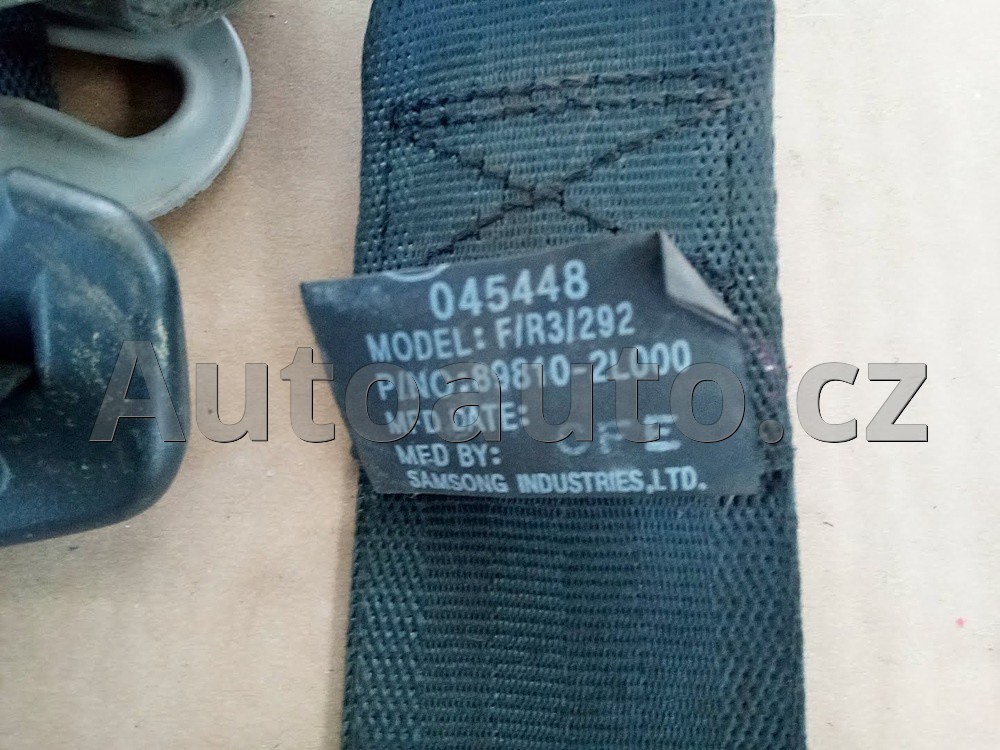 045448
MODEL: F/R3/292
P/NO.:89810-2L000
MFD DATE:
MFD BY:
SAMSONG INDUSTRIES,LTD.
Autoauto.cz